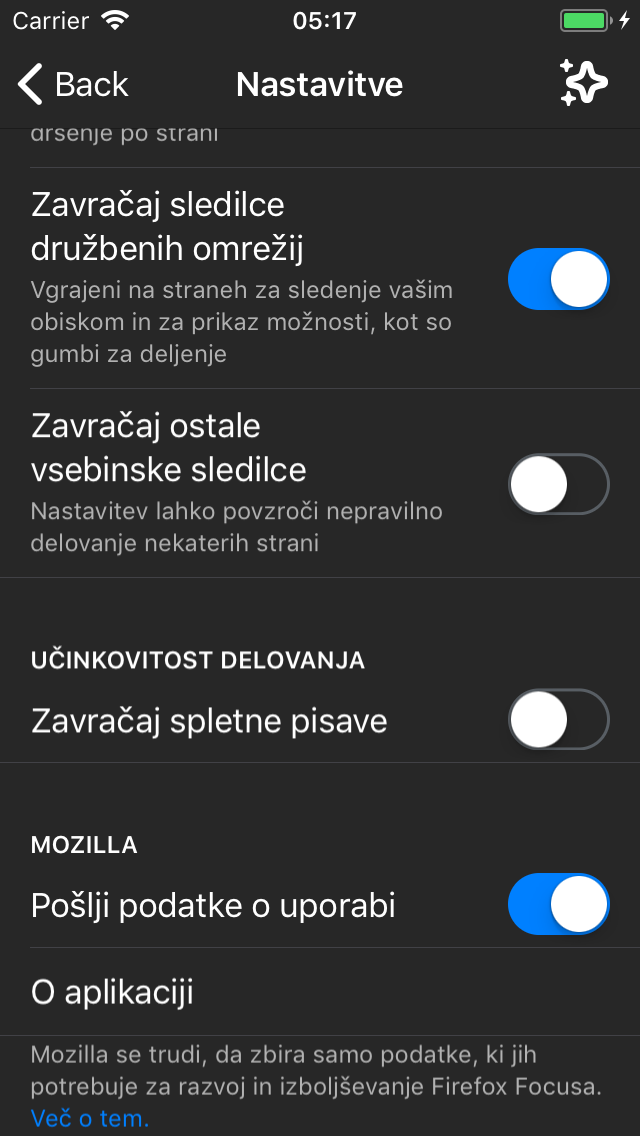 Carrier
05:17
Back
Nastavitve
drsenje po strani
Zavračaj sledilce
družbenih omrežij
Vgrajeni na straneh za sledenje vašim
obiskom in za prikaz možnosti, kot so
gumbi za deljenje
Zavračaj ostale
vsebinske sledilce
Nastavitev lahko povzroči nepravilno
delovanje nekaterih strani
UČINKOVITOST DELOVANJA
Zavračaj spletne pisave
MOZILLA
Pošlji podatke o uporabi
O aplikaciji
Mozilla se trudi, da zbira samo podatke, ki jih
potrebuje za razvoj in izboljševanje Firefox Focusa.
Več o tem.